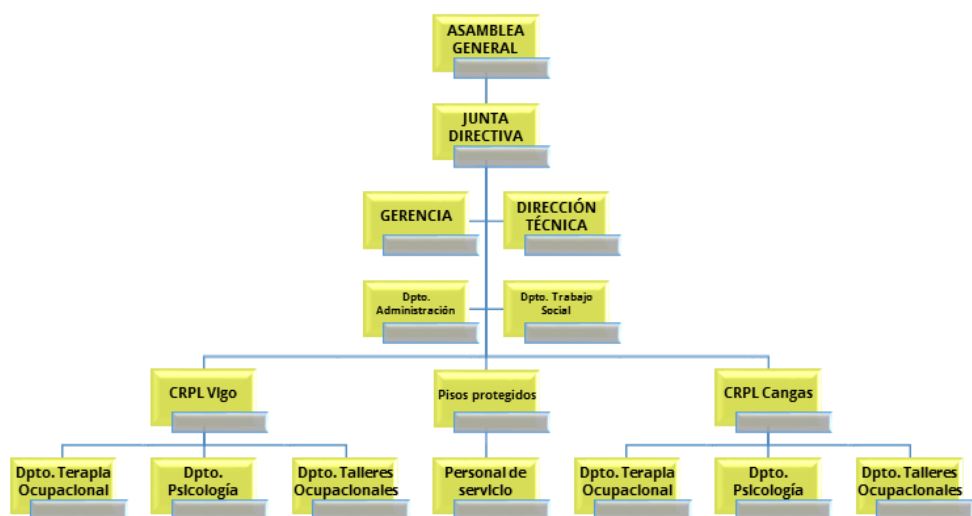 ASAMBLEA
GENERAL
JUNTA
DIRECTIVA
GERENCIA
DIRECCIÓN
TÉCNICA
Dpto.
Administración
Dpto. Trabajo
Social
CRPL Vigo
Pisos protegidos
CRPL Cangas
Dpto. Terapia
Ocupacional
Dpto.
Psicología
Dpto. Talleres
Ocupacionales
Personal de
servicio
Dpto. Terapia
Ocupacional
Dpto.
Psicología
Dpto. Talleres
Ocupacionales